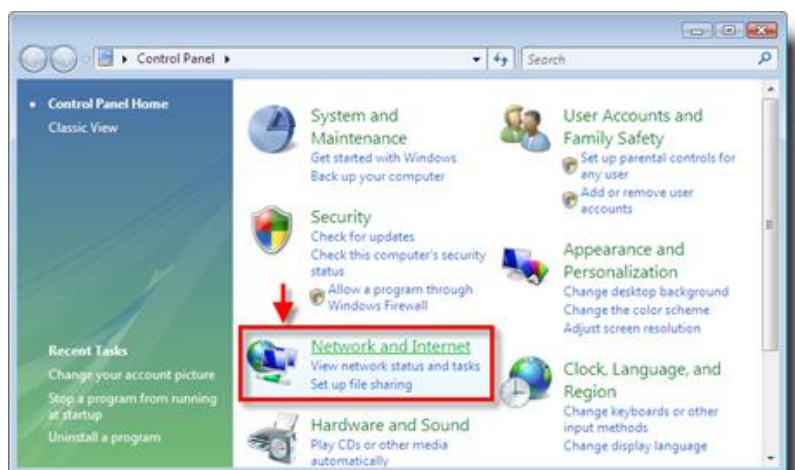 Control Panel
Search
Control Panel Home
Classic View
Recent Tasks
Change your account picture
Stop a program from running
at startup
Uninstall a program
System and
Maintenance
Get started with Windows
Back up your computer
Security
Check for updates
Check this computer's security
status
Allow a program through
Windows Firewall
Network and Internet
View network status and tasks
Set up file sharing
Hardware and Sound
Play CDs or other media
automatically
User Accounts and
Family Safety
Set up parental controls for
any user
Add or remove user
accounts
Appearance and
Personalization
Change desktop background
Change the color scheme
Adjust screen resolution
Clock, Language, and
Region
Change keyboards or other
input methods
Change display language